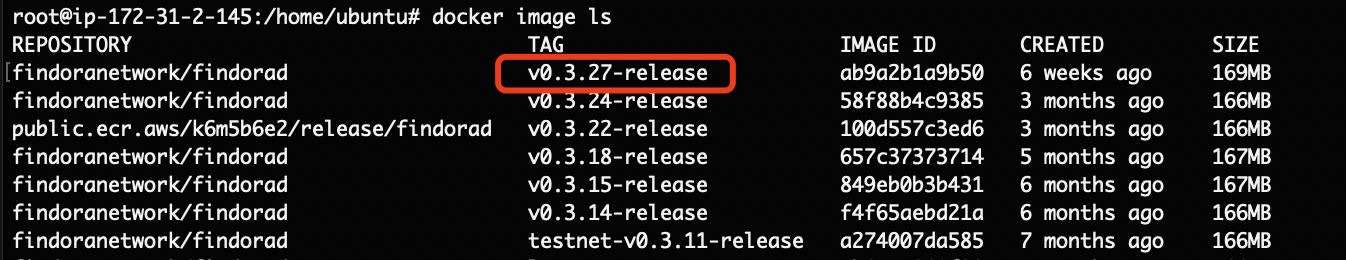 root@ip-172-31-2-145:/home/ubuntu# docker image ls
REPOSITORY TAG IMAGE ID CREATED SIZE
findoranetwork/findorad v0.3.27-release ab9a2b1a9b50 6 weeks ago 169MB
findoranetwork/findorad v0.3.24-release 58f88b4c9385 3 months ago 166MB
public.ecr.aws/k6m5b6e2/release/findorad v0.3.22-release 100d557c3ed6 3 months ago 166MB
findoranetwork/findorad v0.3.18-release 657c37373714 5 months ago 167MB
findoranetwork/findorad v0.3.15-release 849eb0b3b431 6 months ago 167MB
findoranetwork/findorad v0.3.14-release f4f65aebd21a 6 months ago 166MB
findoranetwork/findorad testnet-v0.3.11-release a274007da585 7 months ago 166MB